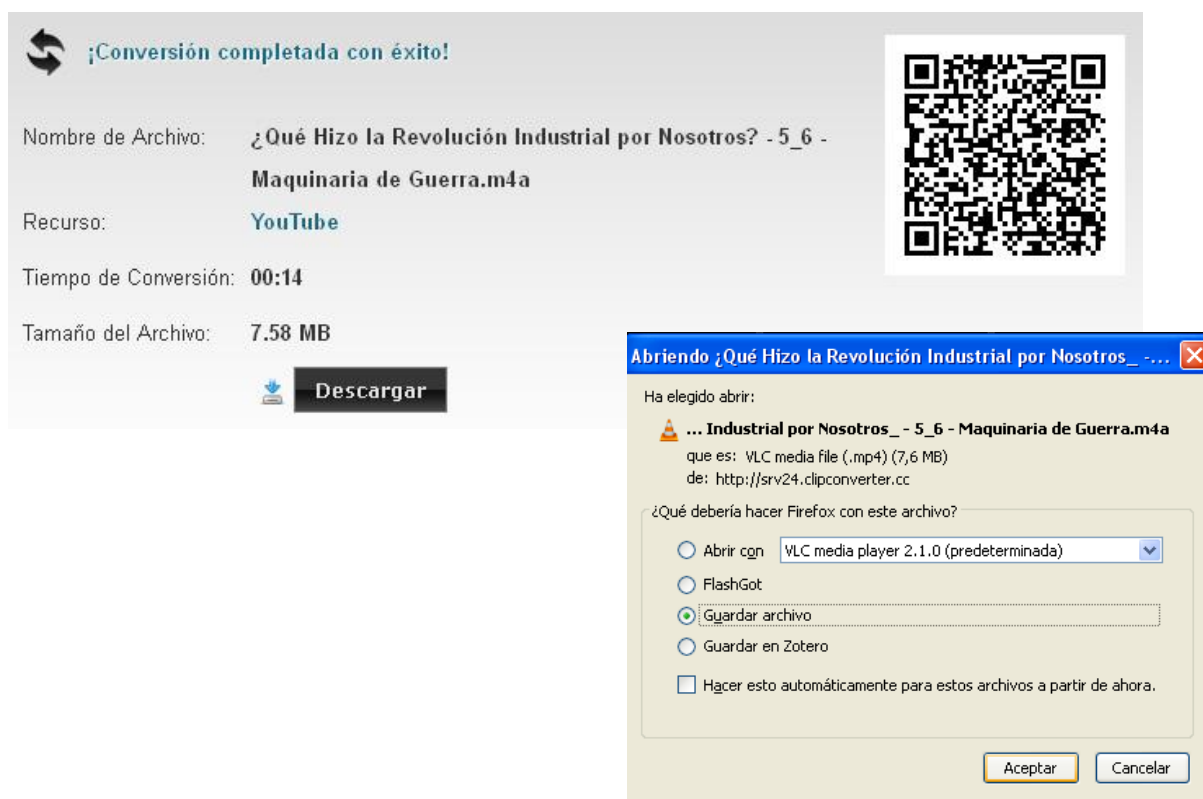 ¡Conversión completada con éxito!
Nombre de Archivo: ¿Qué Hizo la Revolución Industrial por Nosotros? - 5_6 -
Maquinaria de Guerra.m4a
Recurso: YouTube
Tiempo de Conversión: 00:14
Tamaño del Archivo: 7.58 MB
Descargar
Abriendo ¿Qué Hizo la Revolución Industrial por Nosotros_ -...
Ha elegido abrir:
... Industrial por Nosotros_ - 5_6 - Maquinaria de Guerra.m4a
que es: VLC media file (.mp4) (7,6 MB)
de: http://srv24.clipconverter.cc
¿Qué debería hacer Firefox con este archivo?
Abrir con VLC media player 2.1.0 (predeterminada)
FlashGot
Guardar archivo
Guardar en Zotero
Hacer esto automáticamente para estos archivos a partir de ahora.
Aceptar Cancelar